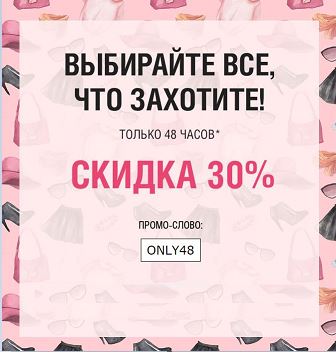 ВЫБИРАЙТЕ ВСЕ,
ЧТО ЗАХОТИТЕ!
ТОЛЬКО 48 ЧАСОВ*
СКИДКА 30%
ПРОМО-СЛОВО:
ONLY48